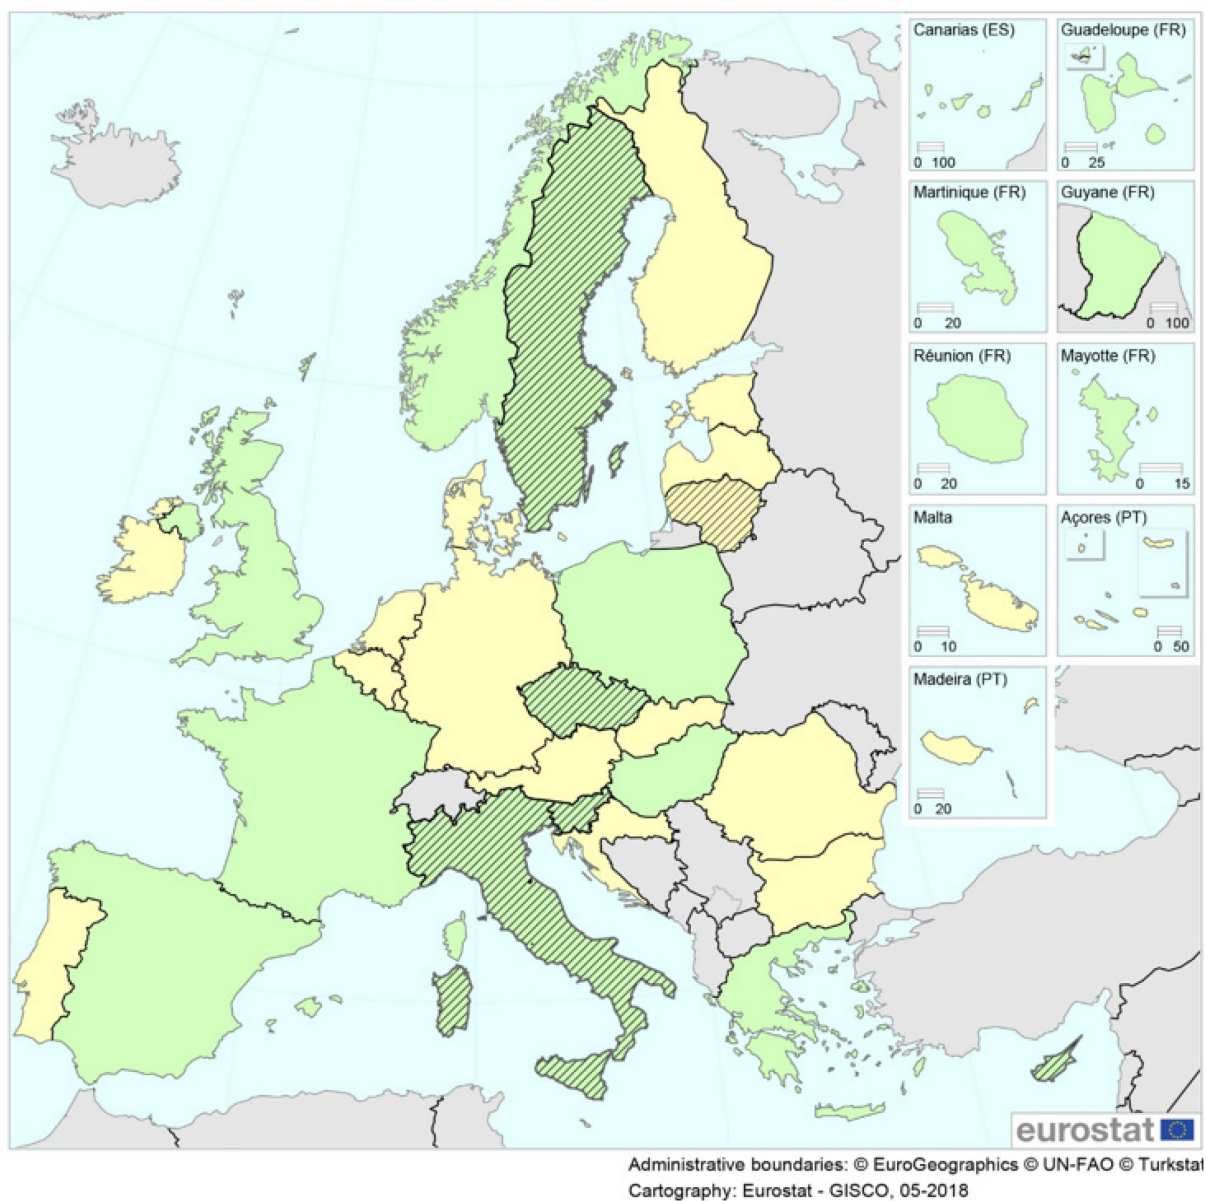 Canarias (ES)
0 100
Guadeloupe (FR)
0 25
Martinique (FR)
0 20
Guyane (FR)
0 100
Réunion (FR)
0 20
Mayotte (FR)
0 15
Malta
0 10
Açores (PT)
0 50
Madeira (PT)
0 20
eurostat
Administrative boundaries: © EuroGeographics © UN-FAO © Turkstat
Cartography: Eurostat - GISCO, 05-2018